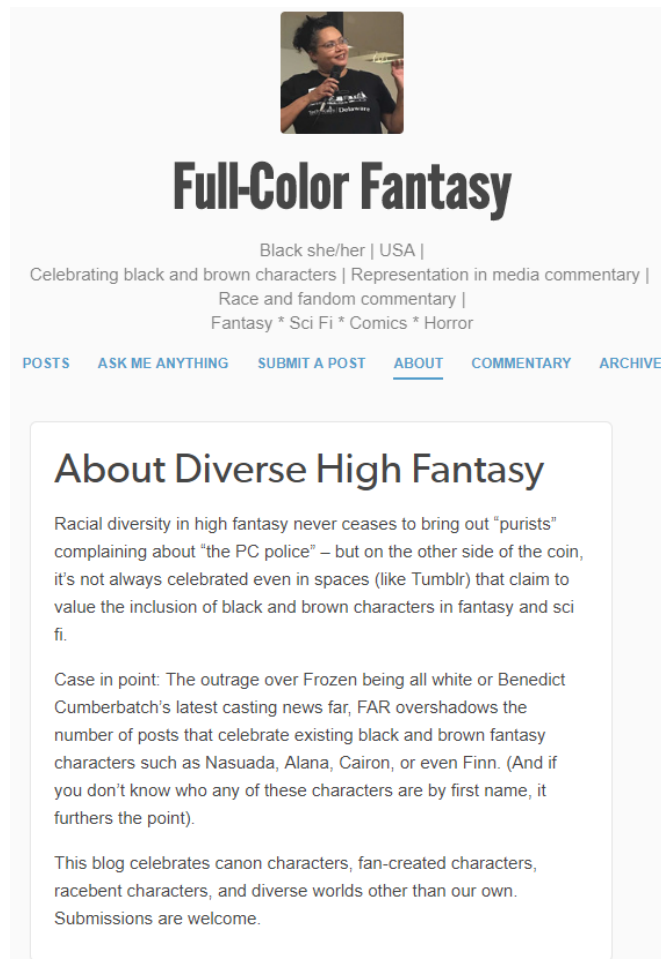 Delaware
Full-Color Fantasy
Black she/her | USA |
Celebrating black and brown characters | Representation in media commentary |
Race and fandom commentary |
Fantasy * Sci Fi * Comics * Horror
POSTS ASK ME ANYTHING SUBMIT A POST ABOUT COMMENTARY ARCHIVE
About Diverse High Fantasy
Racial diversity in high fantasy never ceases to bring out “purists”
complaining about “the PC police” – but on the other side of the coin,
it’s not always celebrated even in spaces (like Tumblr) that claim to
value the inclusion of black and brown characters in fantasy and sci
fi.
Case in point: The outrage over Frozen being all white or Benedict
Cumberbatch’s latest casting news far, FAR overshadows the
number of posts that celebrate existing black and brown fantasy
characters such as Nasuada, Alana, Cairon, or even Finn. (And if
you don’t know who any of these characters are by first name, it
furthers the point).
This blog celebrates canon characters, fan-created characters,
racebent characters, and diverse worlds other than our own.
Submissions are welcome.